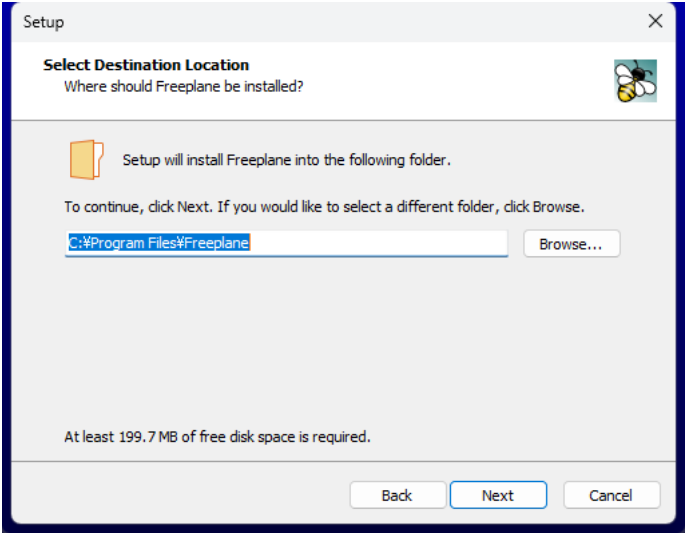 Setup
Select Destination Location
Where should Freeplane be installed?
Setup will install Freeplane into the following folder.
To continue, click Next. If you would like to select a different folder, click Browse.
C:¥Program Files¥Freeplane
Browse...
At least 199.7 MB of free disk space is required.
Back
Next
Cancel